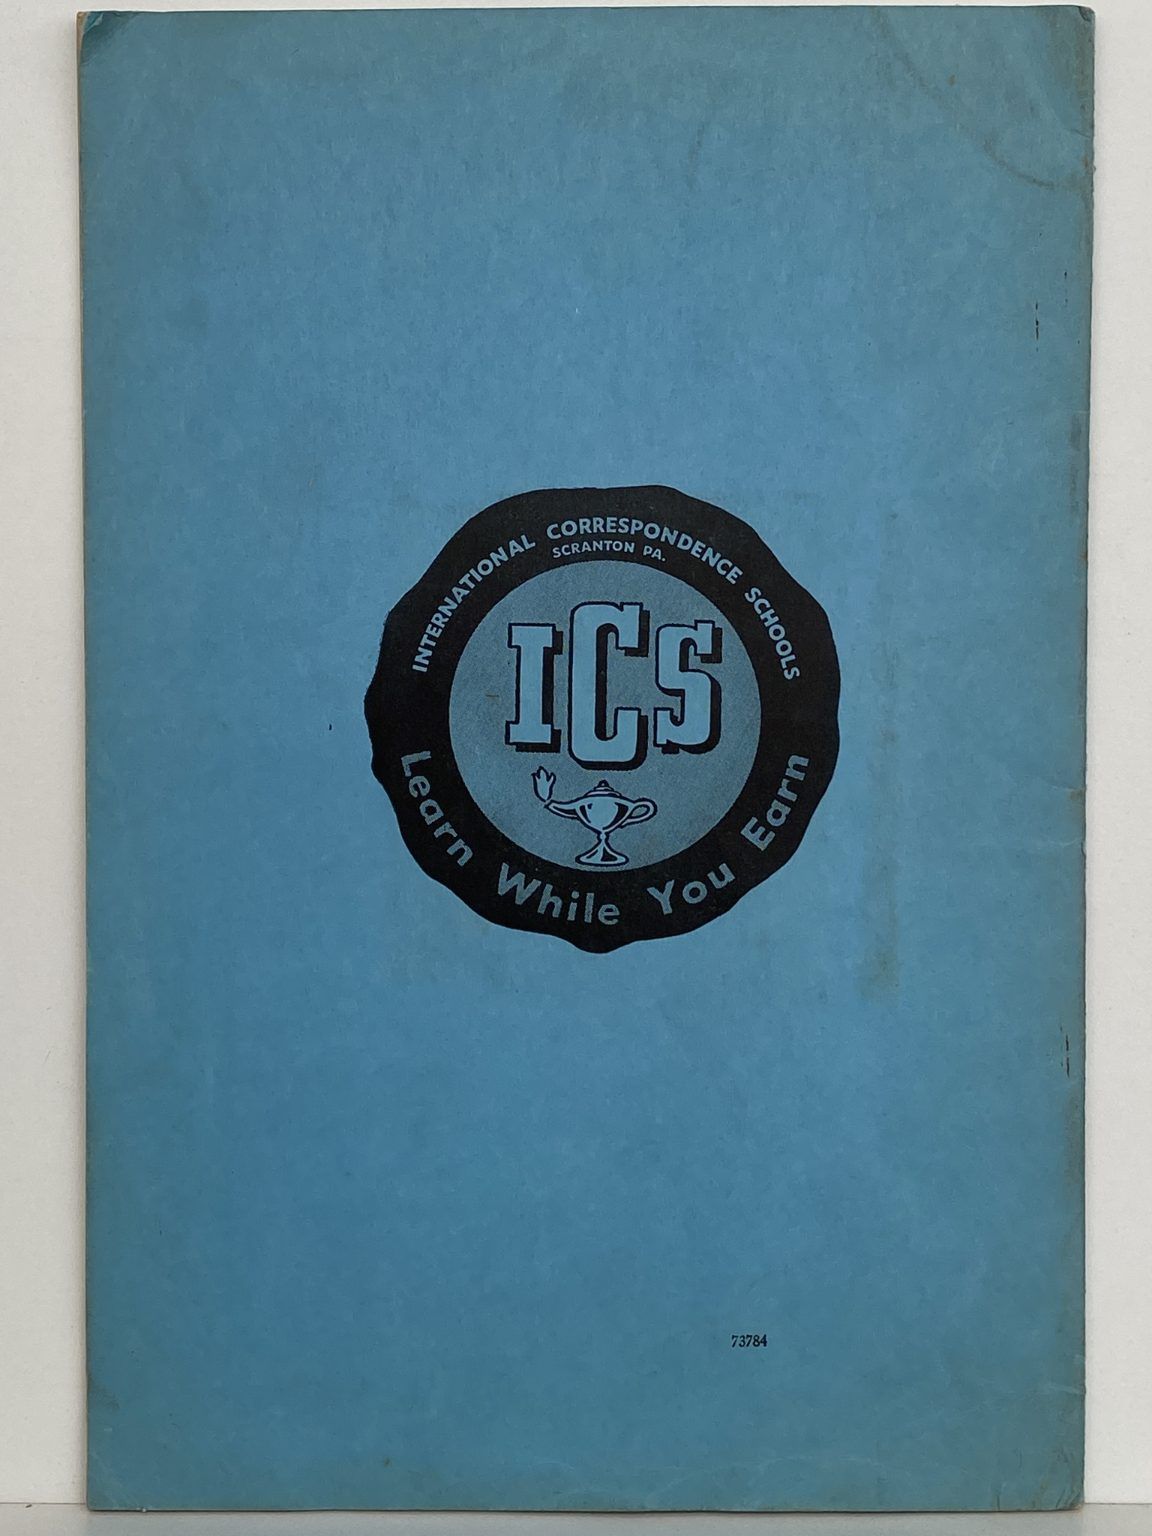 INTERNATIONAL CORRESPONDENCE SCHOOLS
SCRANTON PA.
ICS
Learn While You Earn
73784